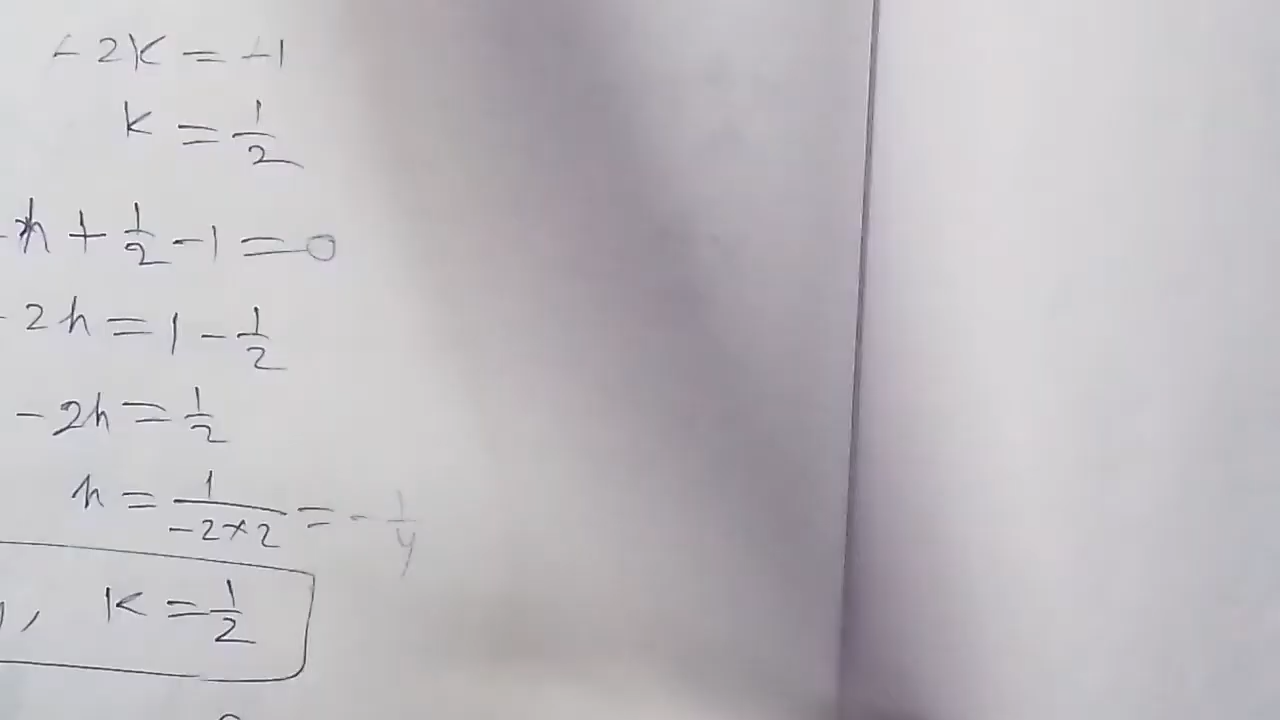 -2K = -1
k = 1/2
-2h + 1/2 - 1 = 0
-2h = 1 - 1/2
-2h = 1/2
h = 1/(-2×2) = -1/4
, K = 1/2